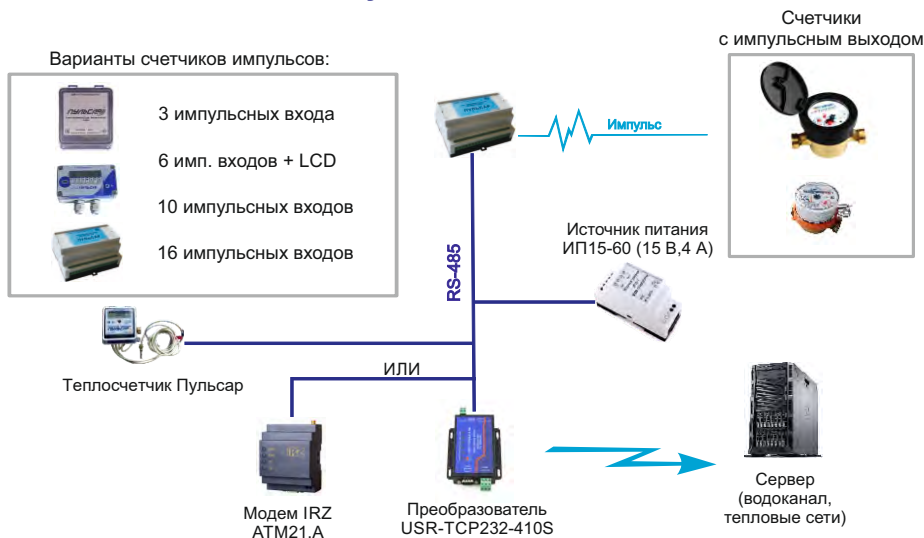 Счетчики
с импульсным выходом
Варианты счетчиков импульсов:
3 импульсных входа
6 имп. входов + LCD
10 импульсных входов
16 импульсных входов
Импульс
RS-485
Источник питания
ИП15-60 (15 В,4 А)
Теплосчетчик Пульсар
ИЛИ
Модем IRZ
ATM21.A
Преобразователь
USR-TCP232-410S
Сервер
(водоканал,
тепловые сети)